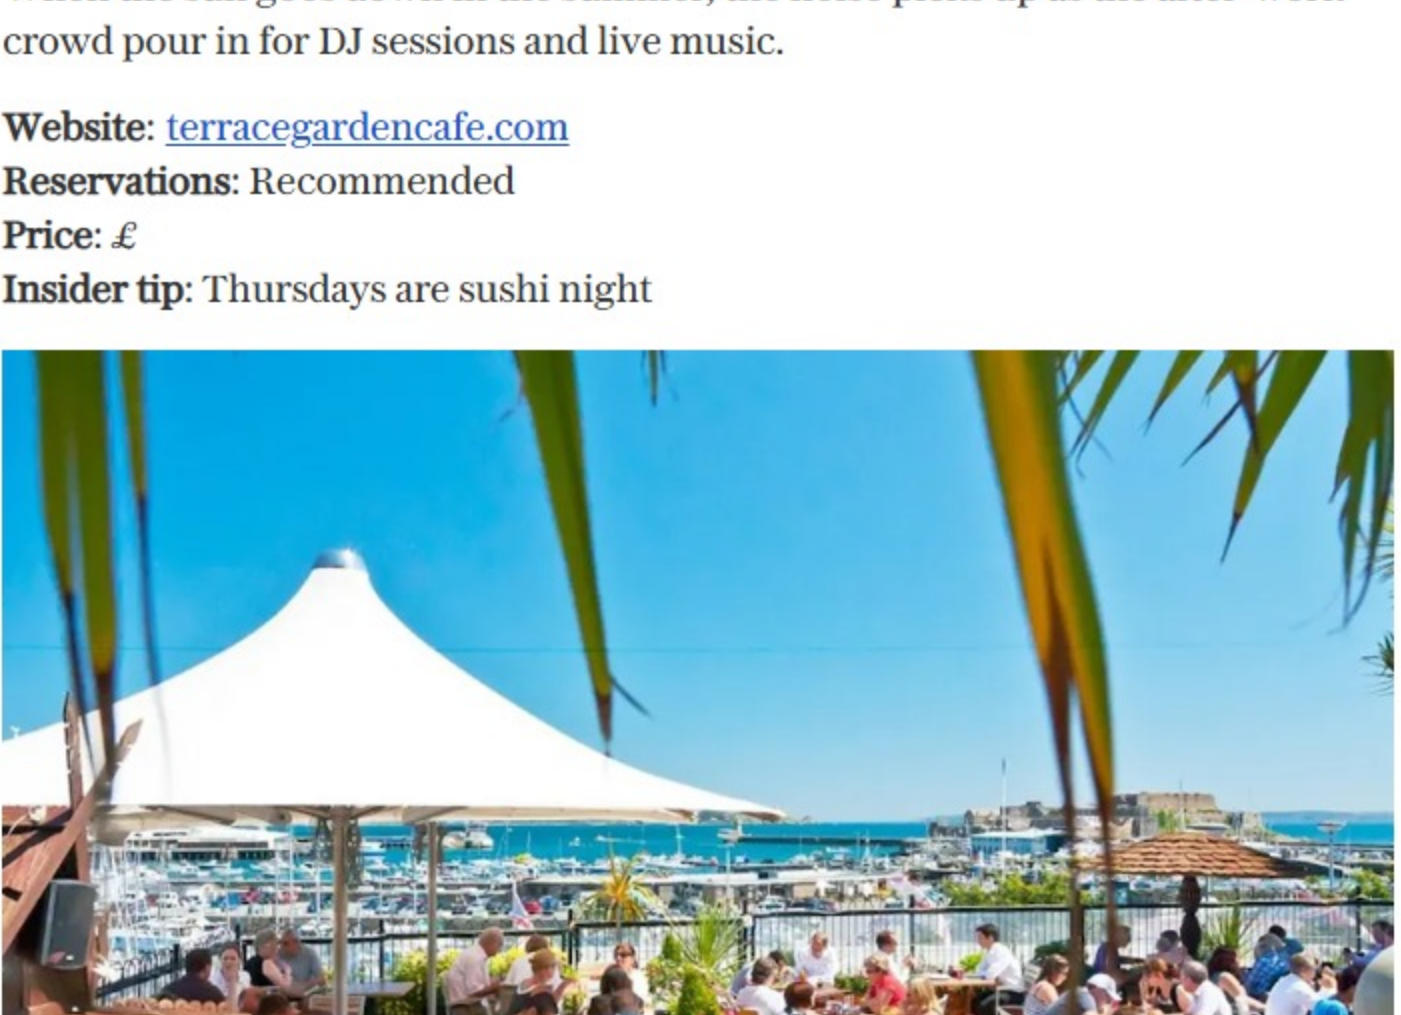 crowd pour in for DJ sessions and live music.
Website: terracegardencafe.com
Reservations: Recommended
Price: £
Insider tip: Thursdays are sushi night